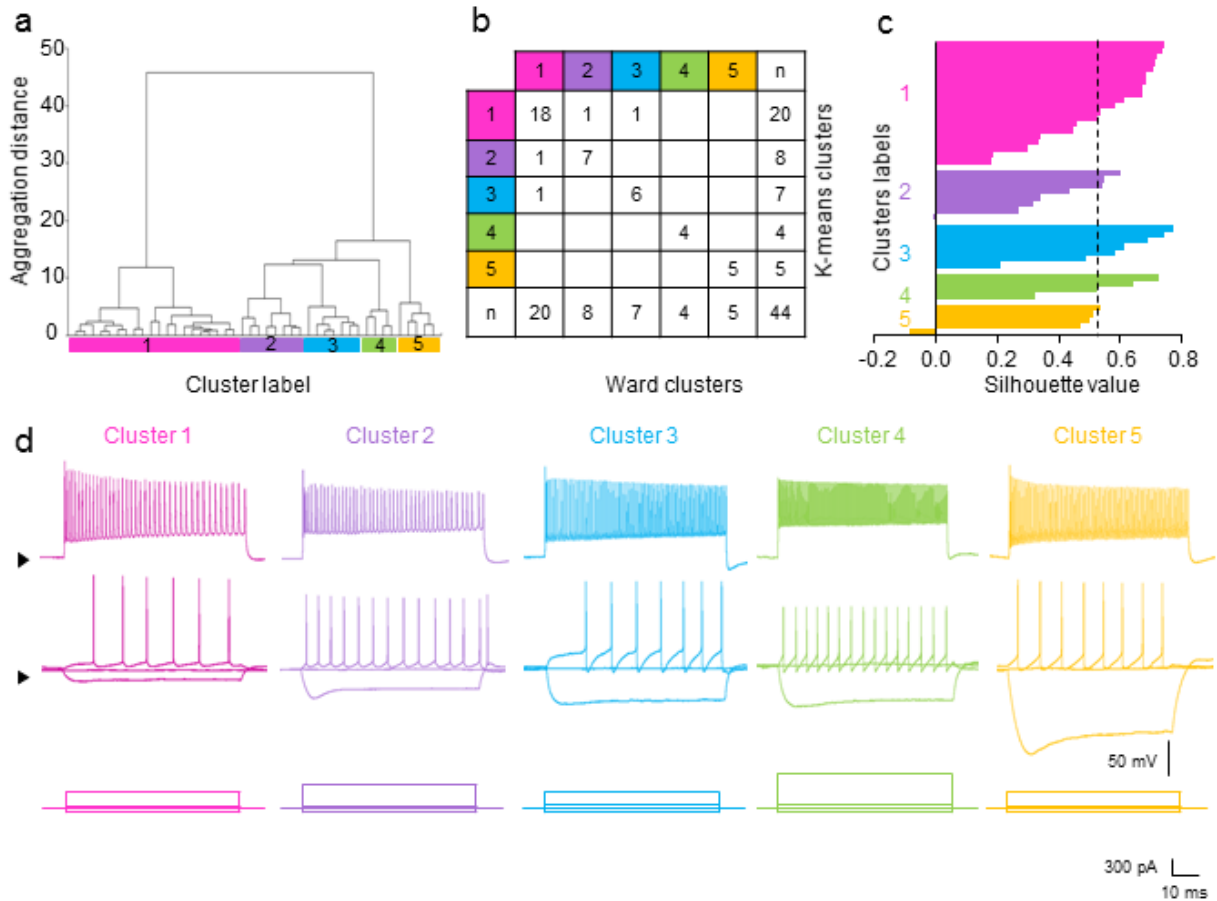 a
50
40
30
20
10
0
Aggregation distance
1 2 3 4 5
Cluster label
b
1 2 3 4 5 n
1 18 1 1 20
2 1 7 8
3 1 6 7
4 4 4
5 5 5
n 20 8 7 4 5 44
K-means clusters
Ward clusters
c
Clusters labels
1
2
3
4
5
-0.2 0.0 0.2 0.4 0.6 0.8
Silhouette value
d
Cluster 1 Cluster 2 Cluster 3 Cluster 4 Cluster 5
50 mV
300 pA
10 ms